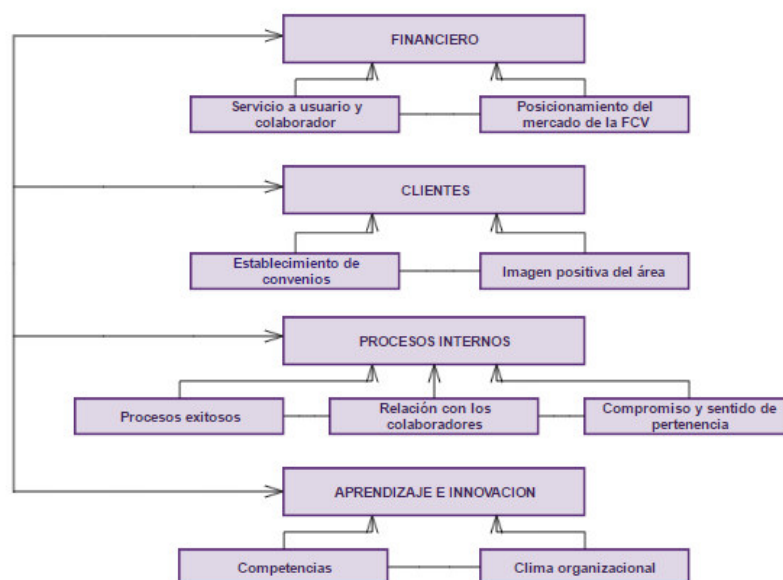 FINANCIERO
Servicio a usuario y
colaborador
Posicionamiento del
mercado de la FCV
CLIENTES
Establecimiento de
convenios
Imagen positiva del área
PROCESOS INTERNOS
Procesos exitosos
Relación con los
colaboradores
Compromiso y sentido de
pertenencia
APRENDIZAJE E INNOVACION
Competencias
Clima organizacional